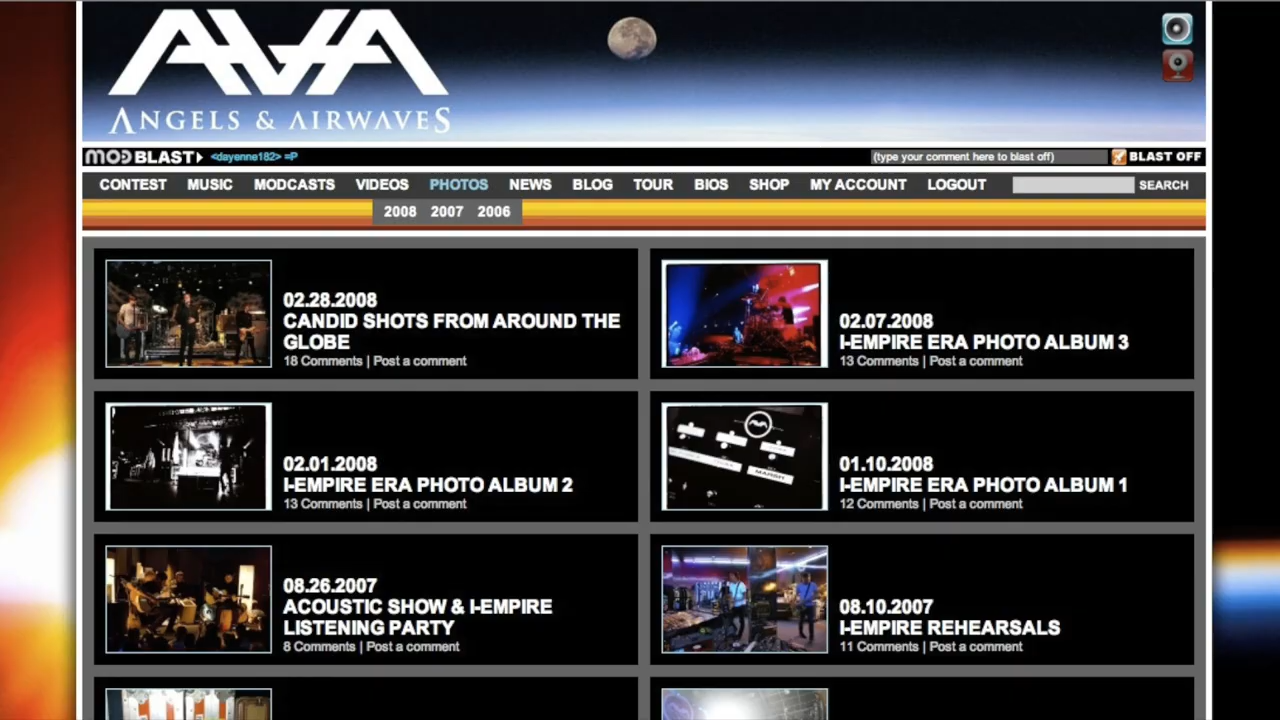 AVA
ANGELS & AIRWAVES
MODBLAST <dayenne182> =P (type your comment here to blast off) BLAST OFF
CONTEST MUSIC MODCASTS VIDEOS PHOTOS NEWS BLOG TOUR BIOS SHOP MY ACCOUNT LOGOUT SEARCH
2008 2007 2006
02.28.2008
CANDID SHOTS FROM AROUND THE
GLOBE
18 Comments | Post a comment
02.07.2008
I-EMPIRE ERA PHOTO ALBUM 3
13 Comments | Post a comment
02.01.2008
I-EMPIRE ERA PHOTO ALBUM 2
13 Comments | Post a comment
01.10.2008
I-EMPIRE ERA PHOTO ALBUM 1
12 Comments | Post a comment
08.26.2007
ACOUSTIC SHOW & I-EMPIRE
LISTENING PARTY
8 Comments | Post a comment
08.10.2007
I-EMPIRE REHEARSALS
11 Comments | Post a comment